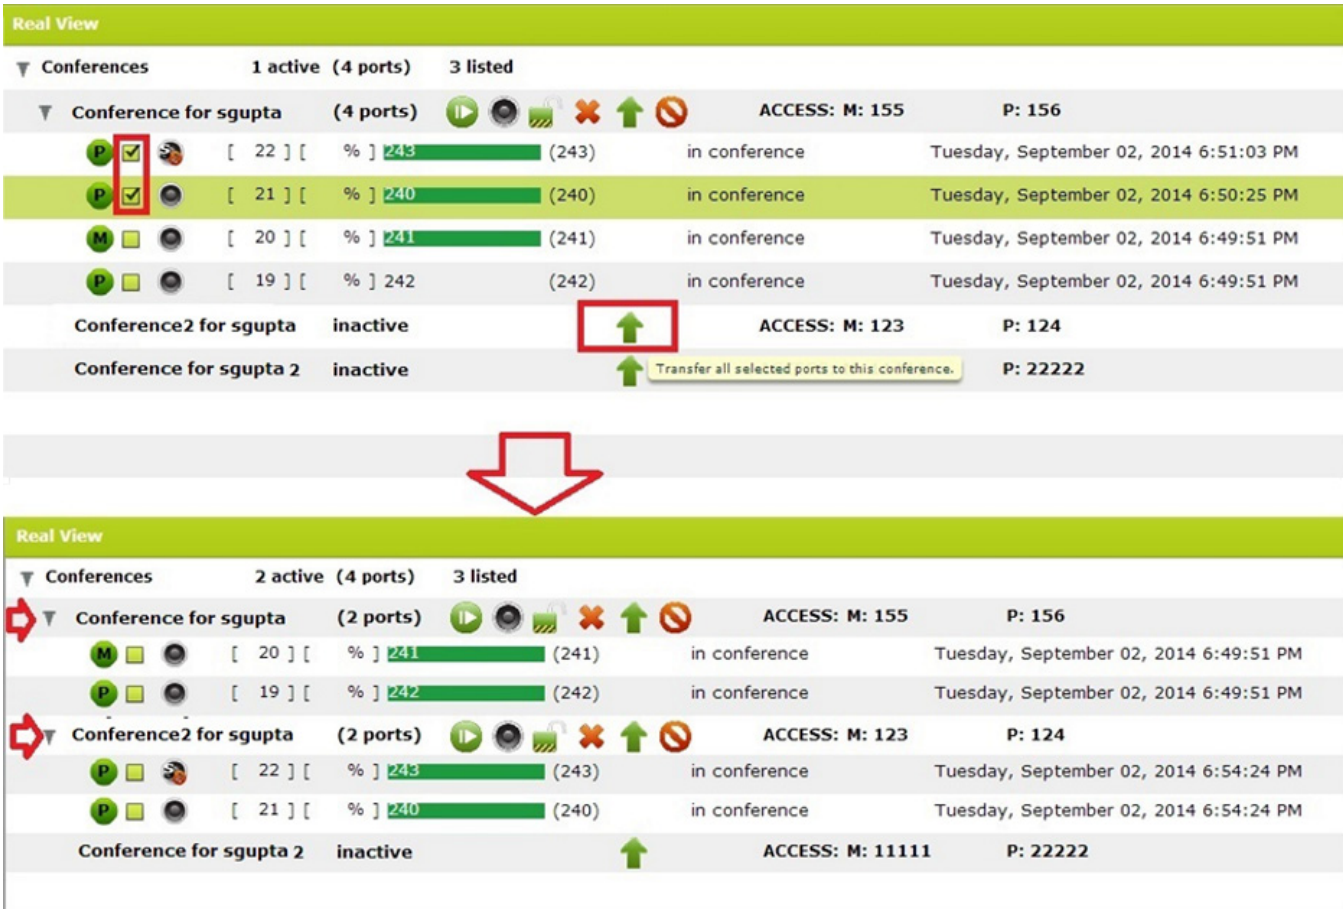 Real View
Conferences 1 active (4 ports) 3 listed
Conference for sgupta (4 ports) ACCESS: M: 155 P: 156
P [ 22 ] [ % ] 243 (243) in conference Tuesday, September 02, 2014 6:51:03 PM
P [ 21 ] [ % ] 240 (240) in conference Tuesday, September 02, 2014 6:50:25 PM
M [ 20 ] [ % ] 241 (241) in conference Tuesday, September 02, 2014 6:49:51 PM
P [ 19 ] [ % ] 242 (242) in conference Tuesday, September 02, 2014 6:49:51 PM
Conference2 for sgupta inactive ACCESS: M: 123 P: 124
Conference for sgupta 2 inactive Transfer all selected ports to this conference. P: 22222
Real View
Conferences 2 active (4 ports) 3 listed
Conference for sgupta (2 ports) ACCESS: M: 155 P: 156
M [ 20 ] [ % ] 241 (241) in conference Tuesday, September 02, 2014 6:49:51 PM
P [ 19 ] [ % ] 242 (242) in conference Tuesday, September 02, 2014 6:49:51 PM
Conference2 for sgupta (2 ports) ACCESS: M: 123 P: 124
P [ 22 ] [ % ] 243 (243) in conference Tuesday, September 02, 2014 6:54:24 PM
P [ 21 ] [ % ] 240 (240) in conference Tuesday, September 02, 2014 6:54:24 PM
Conference for sgupta 2 inactive ACCESS: M: 11111 P: 22222